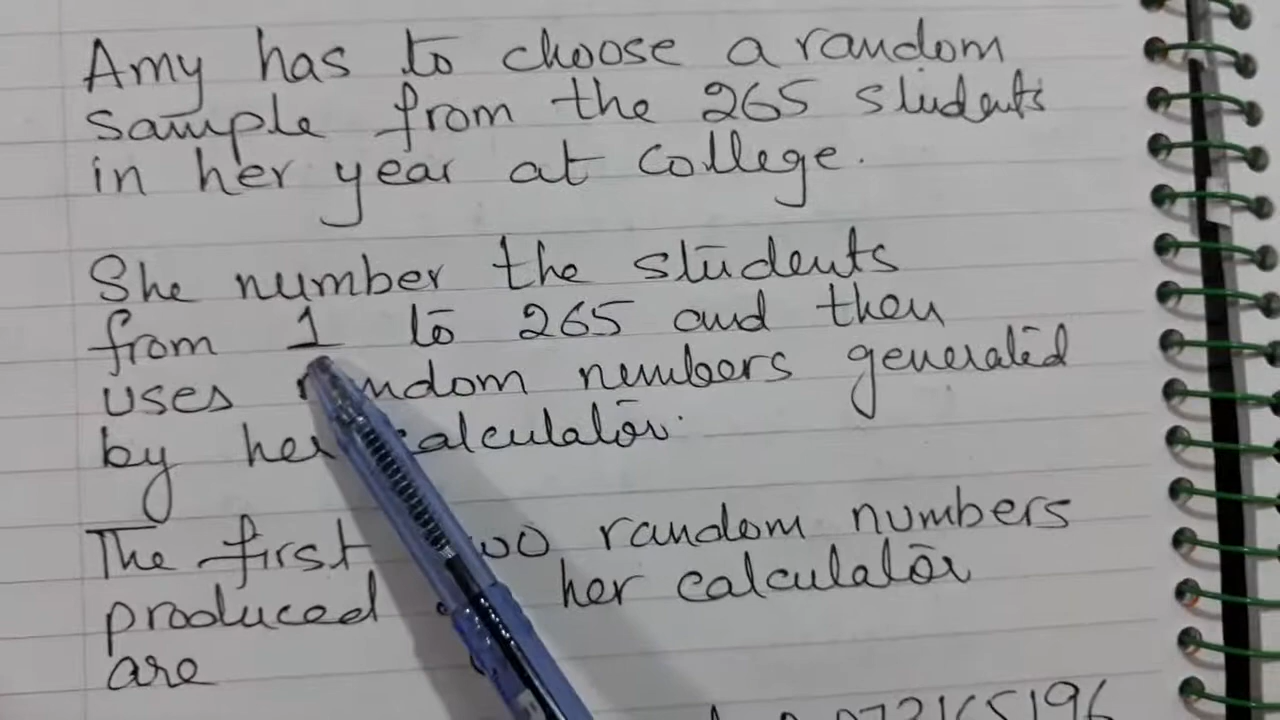 Amy has to choose a random
sample from the 265 students
in her year at college.
She number the students
from 1 to 265 and then
uses random numbers generated
by her calculator.
The first two random numbers
produced her calculator
are